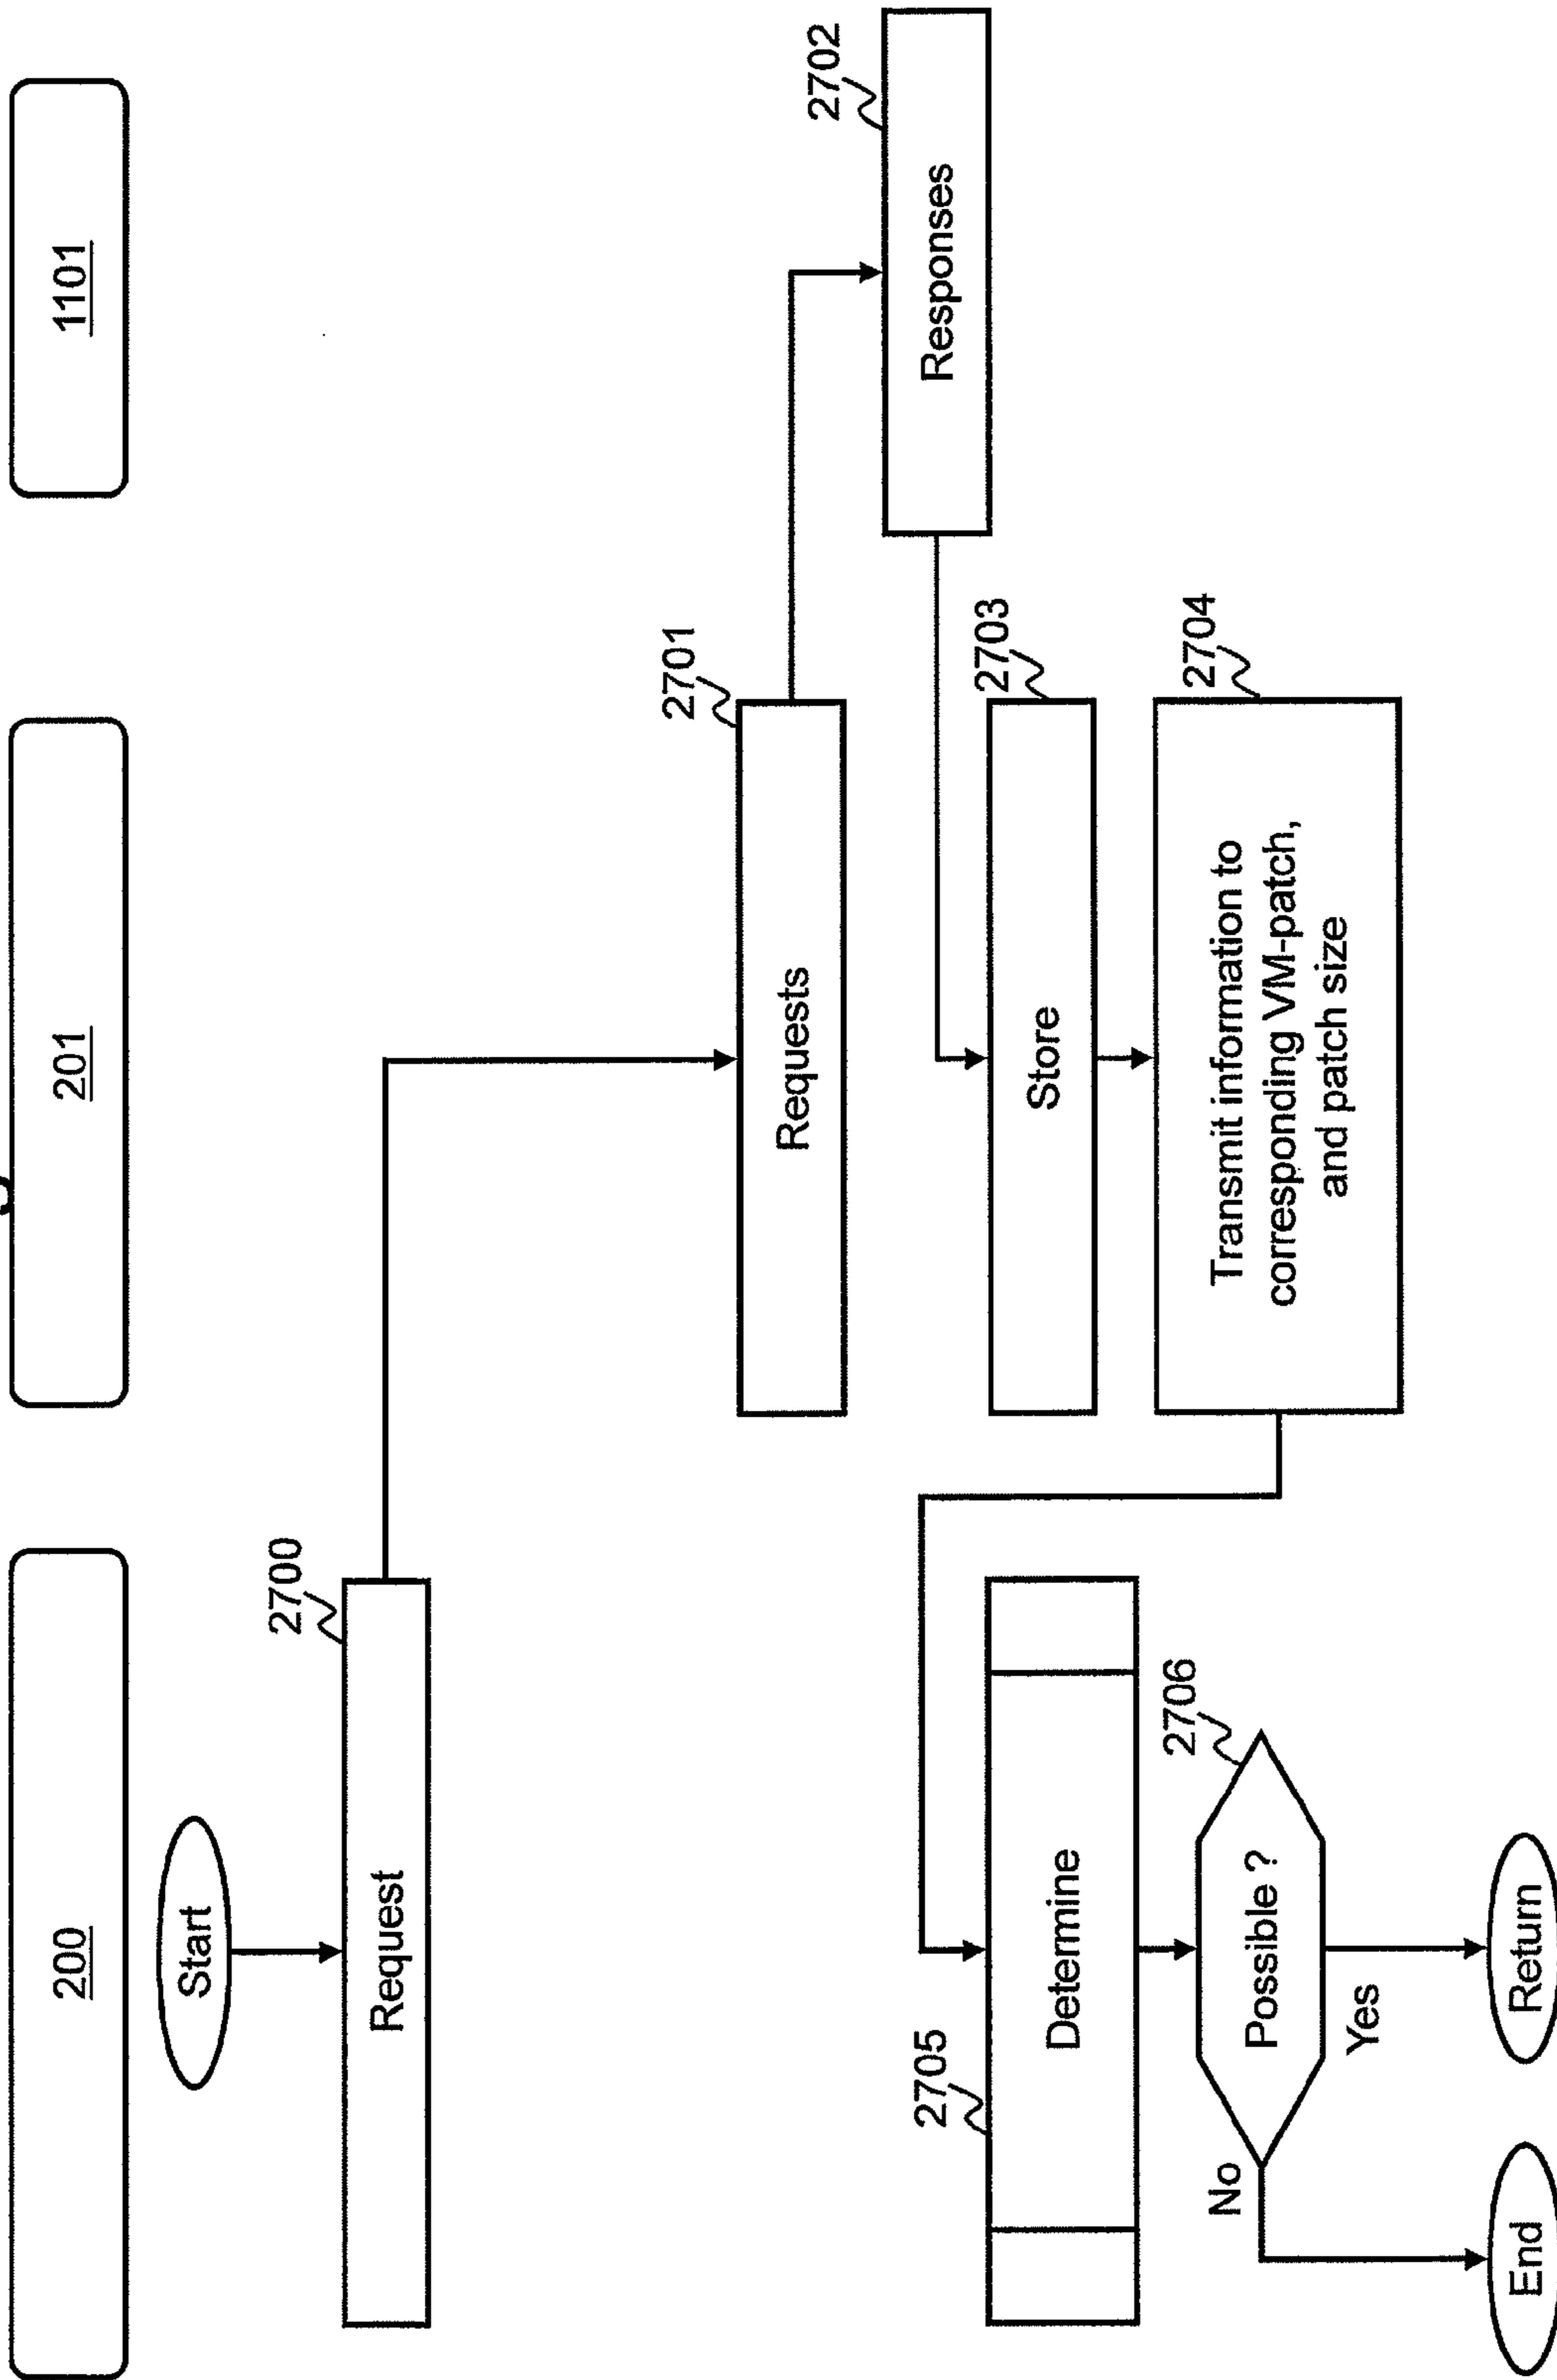 200
201
1101
Start
2700
Request
2701
Requests
2702
Responses
2703
Store
2704
Transmit information to
corresponding VM-patch,
and patch size
2705
Determine
2706
Possible ?
No
Yes
End
Return